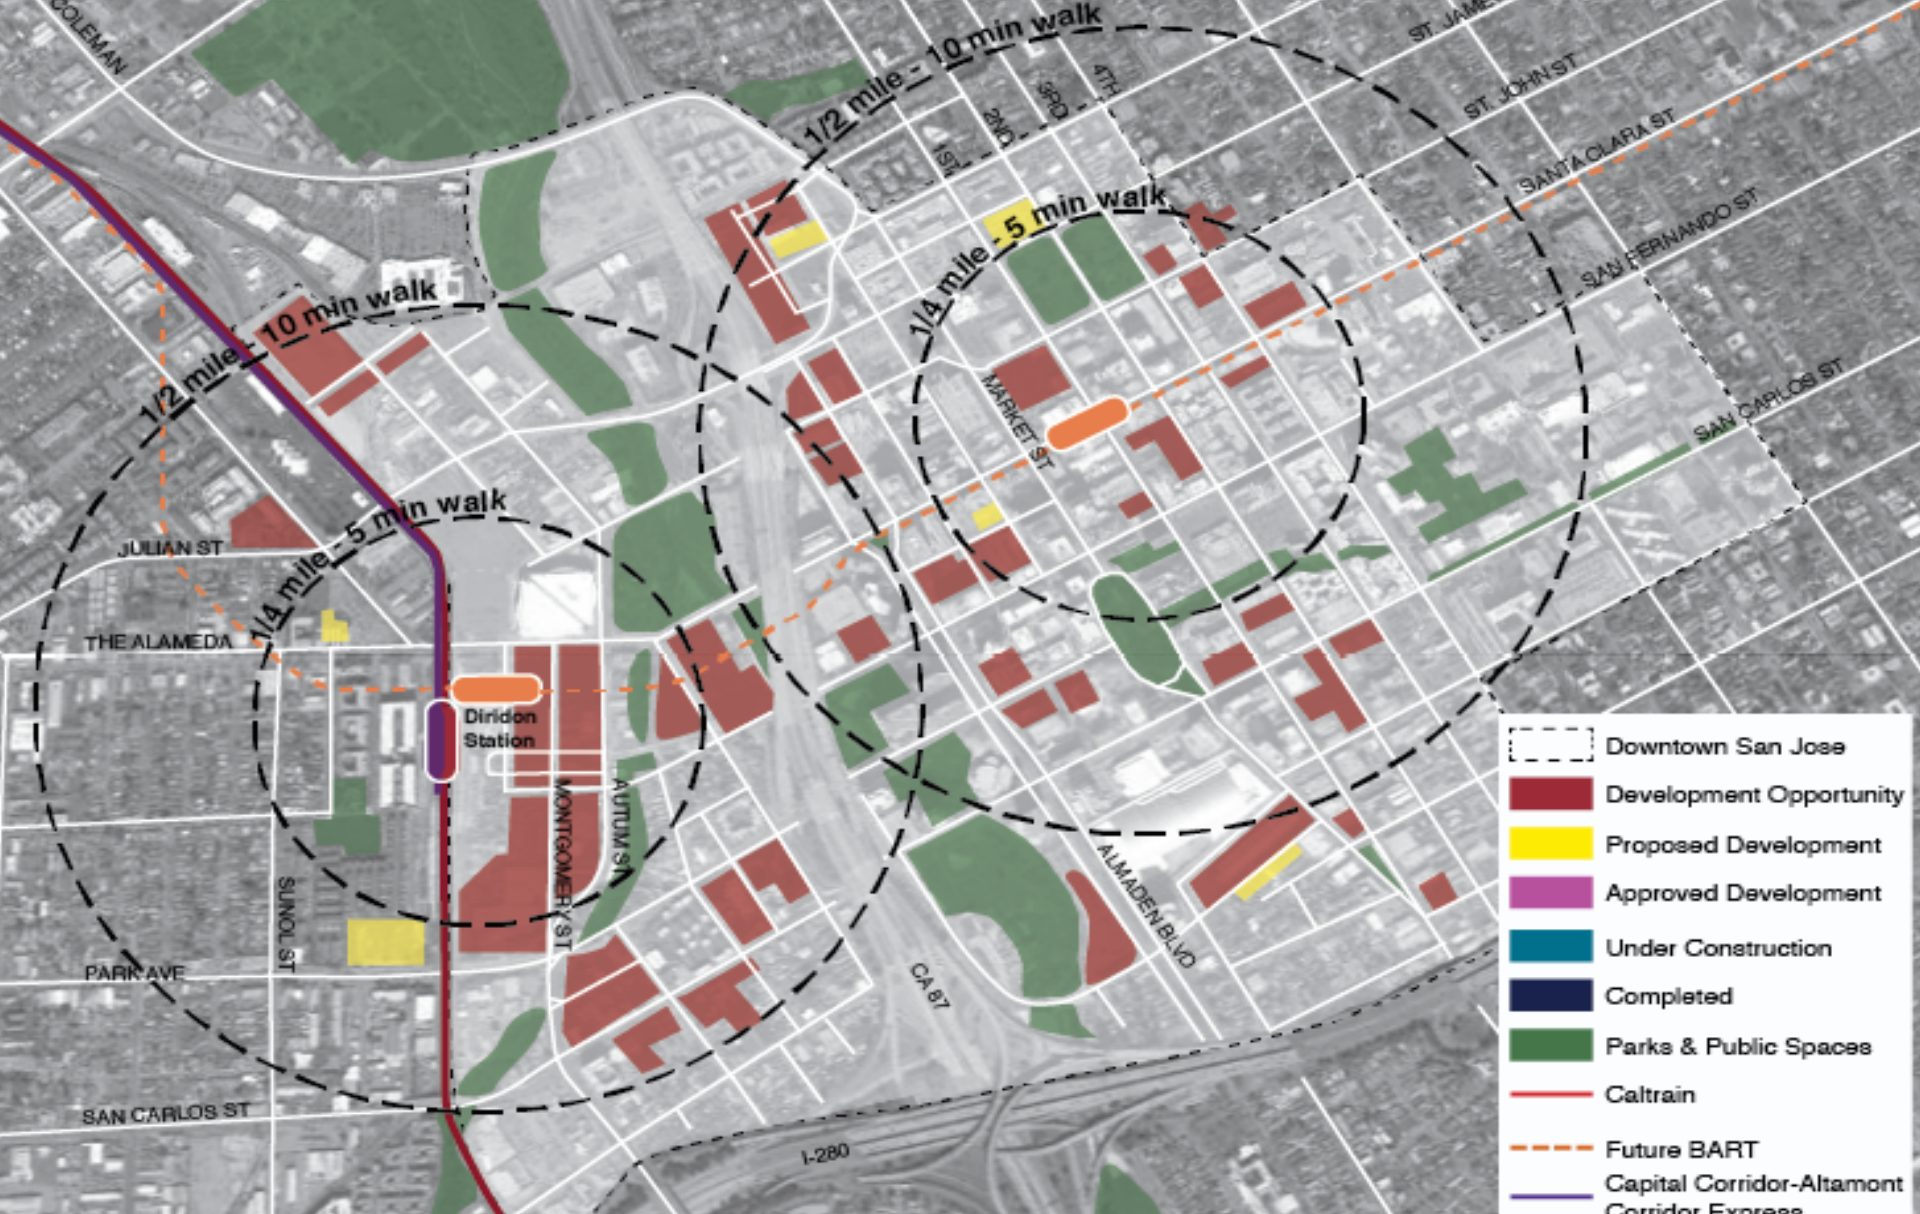 COLEMAN
1/2 mile - 10 min walk
4TH
3RD
2ND
1ST
ST. JOHN ST
SANTA CLARA ST
SAN FERNANDO ST
SAN CARLOS ST
1/4 mile - 5 min walk
MARKET ST
1/2 mile - 10 min walk
1/4 mile - 5 min walk
JULIAN ST
THE ALAMEDA
Diridon
Station
MONTGOMERY ST
SUNOL ST
PARK AVE
SAN CARLOS ST
ALMADEN BLVD
CA 87
I-280
Downtown San Jose
Development Opportunity
Proposed Development
Approved Development
Under Construction
Completed
Parks & Public Spaces
Caltrain
Future BART
Capital Corridor-Altamont
Corridor Express